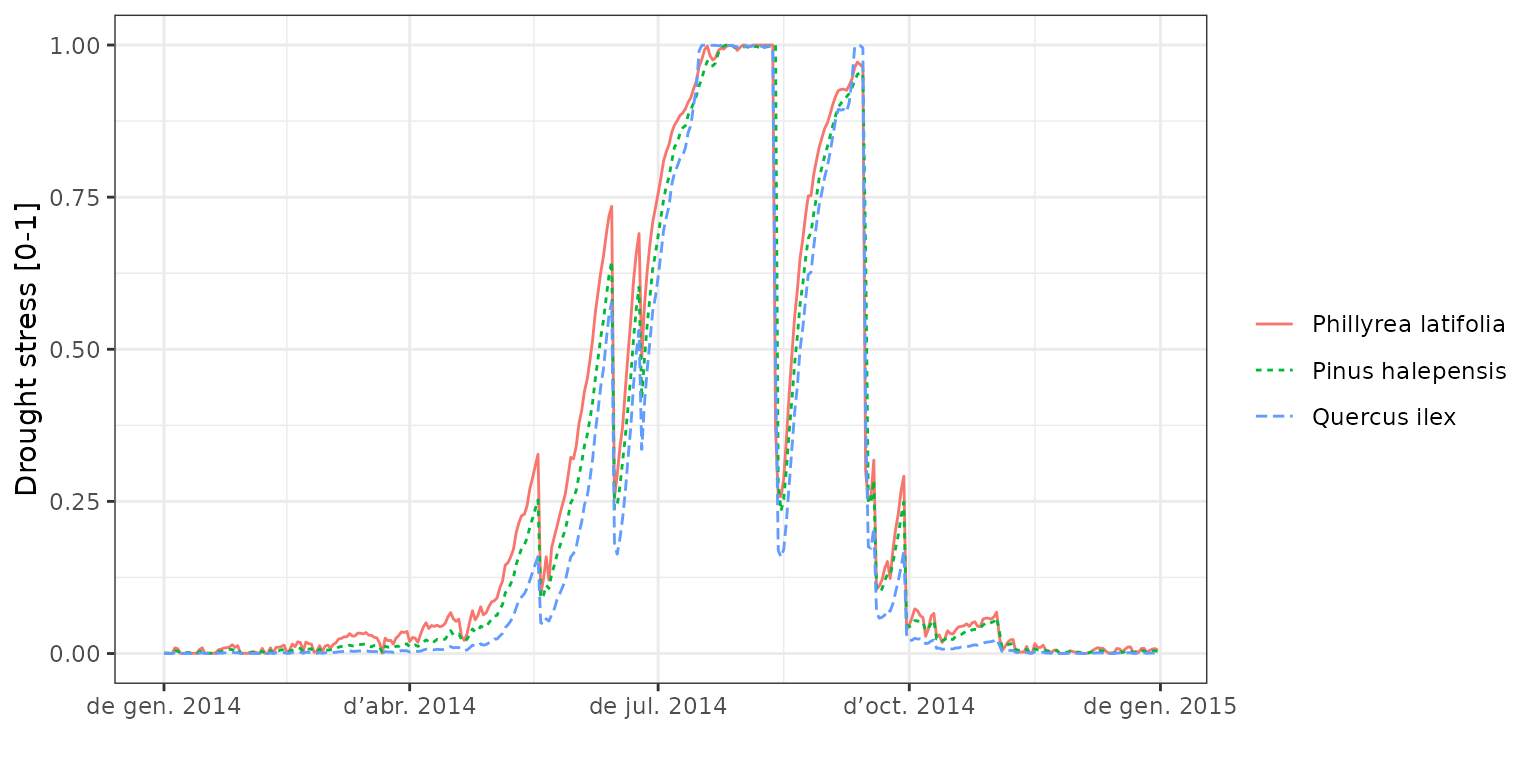 Drought stress [0-1]
1.00
0.75
0.50
0.25
0.00
de gen. 2014
d’abr. 2014
de jul. 2014
d’oct. 2014
de gen. 2015
Phillyrea latifolia
Pinus halepensis
Quercus ilex